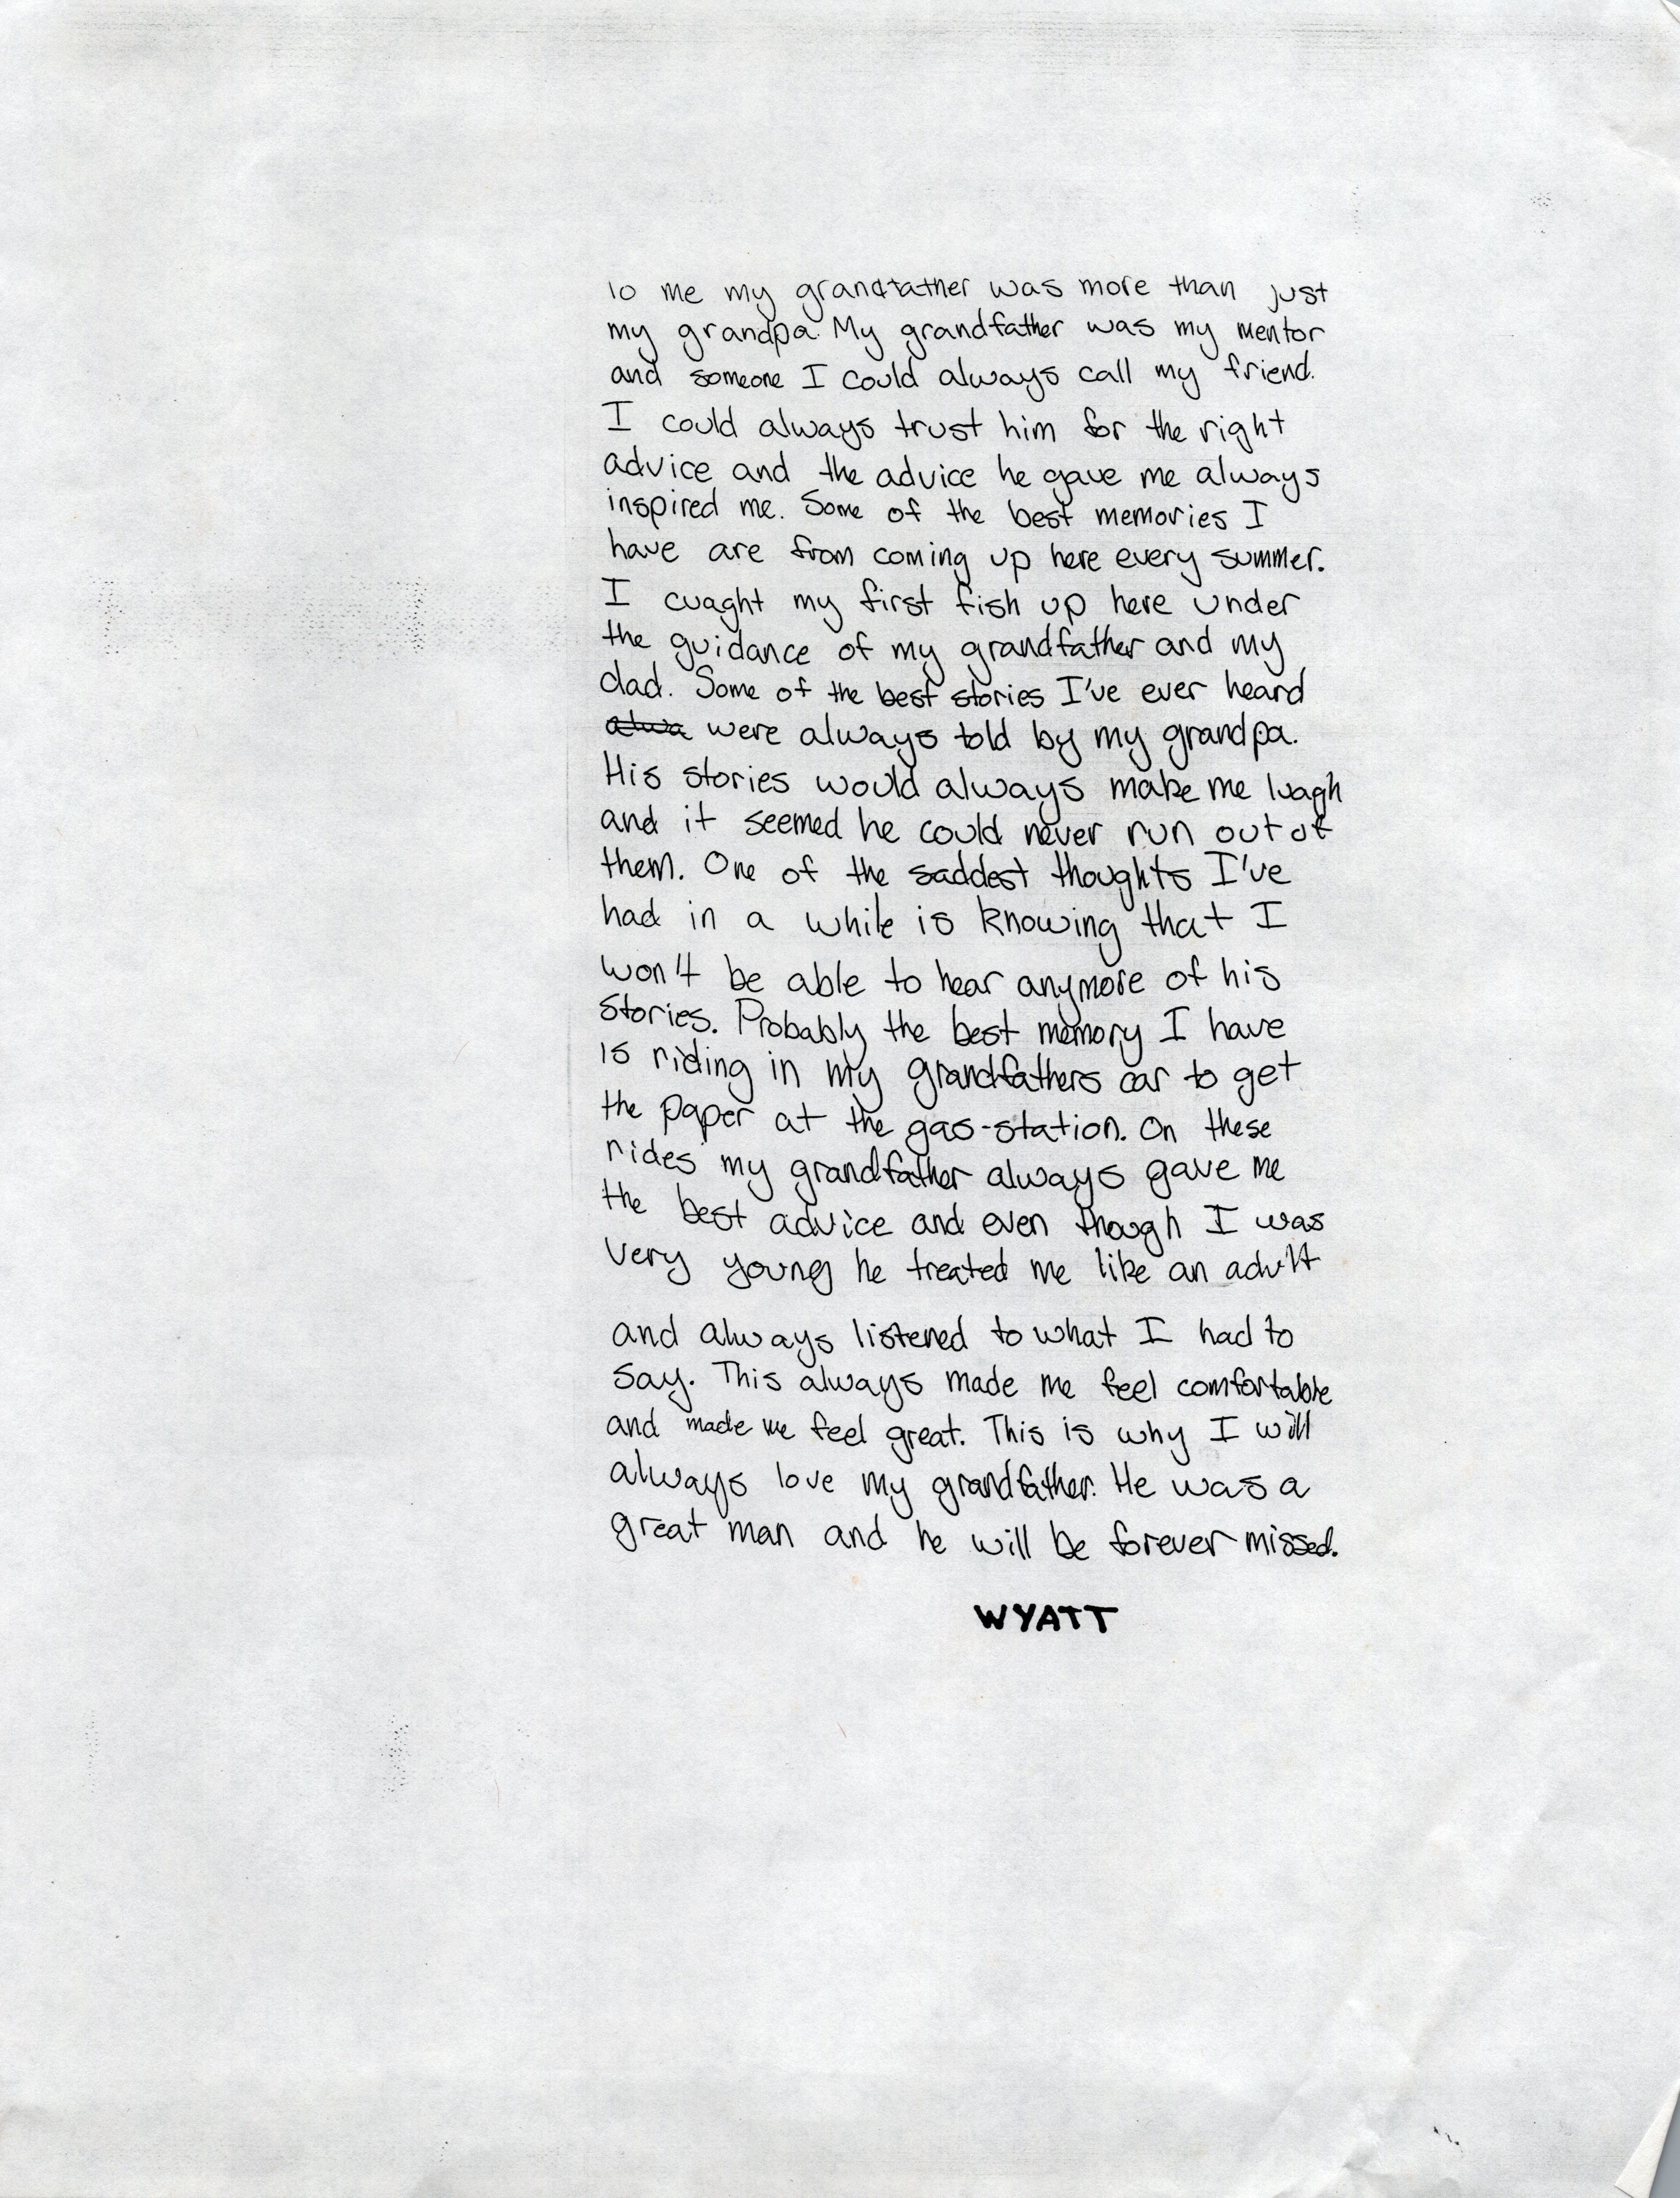 To me my grandfather was more than just
my grandpa. My grandfather was my mentor
and someone I could always call my friend.
I could always trust him for the right
advice and the advice he gave me always
inspired me. Some of the best memories I
have are from coming up here every summer.
I cuaght my first fish up here under
the guidance of my grandfather and my
dad. Some of the best stories I've ever heard
alwa were always told by my grandpa.
His stories would always make me luagh
and it seemed he could never run out of
them. One of the saddest thoughts I've
had in a while is knowing that I
won't be able to hear anymore of his
stories. Probably the best memory I have
is riding in my grandfathers car to get
the paper at the gas-station. On these
rides my grandfather always gave me
the best advice and even though I was
very young he treated me like an adult
and always listened to what I had to
say. This always made me feel comfortable
and made me feel great. This is why I will
always love my grandfather. He was a
great man and he will be forever missed.
WYATT